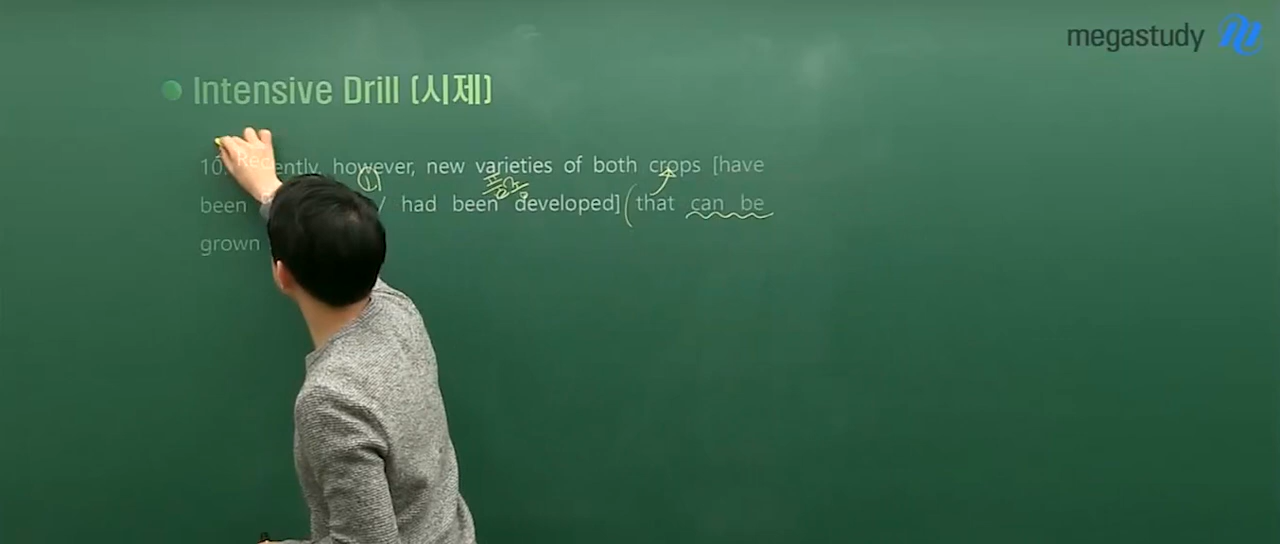 megastudy
Intensive Drill (시제)
10. Recently, however, new varieties of both crops [have
(1)
품종
been / had been developed] (that can be
grown